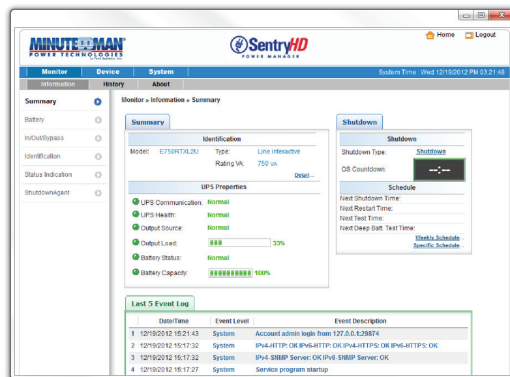 Home Logout
MINUTEMAN
POWER TECHNOLOGIES
SentryHD
POWER MANAGER
Monitor Device System System Time : Wed 12/19/2012 PM 03:21:48
Information History About
Summary
Battery
In/Out/Bypass
Identification
Status Indication
ShutdownAgent
Monitor » Information » Summary
Summary
Identification
Model: E750RTXL2U Type: Line Interactive
Rating VA: 750 VA
Detail...
UPS Properties
UPS Communication: Normal
UPS Health: Normal
Output Source: Normal
Output Load: 33%
Battery Status: Normal
Battery Capacity: 100%
Shutdown
Shutdown
Shutdown Type: Shutdown
OS Countdown: --:--
Schedule
Next Shutdown Time:
Next Restart Time:
Next Test Time:
Next Deep Batt. Test Time:
Weekly Schedule...
Specific Schedule...
Last 5 Event Log
Date/Time Event Level Event Description
1 12/19/2012 15:21:43 System Account admin login from 127.0.0.1:29874
2 12/19/2012 15:17:32 System IPv4-HTTP: OK IPv6-HTTP: OK IPv4-HTTPS: OK IPv6-HTTPS: OK
3 12/19/2012 15:17:32 System IPv4-SNMP Server: OK IPv6-SNMP Server: OK
4 12/19/2012 15:17:27 System Service program startup